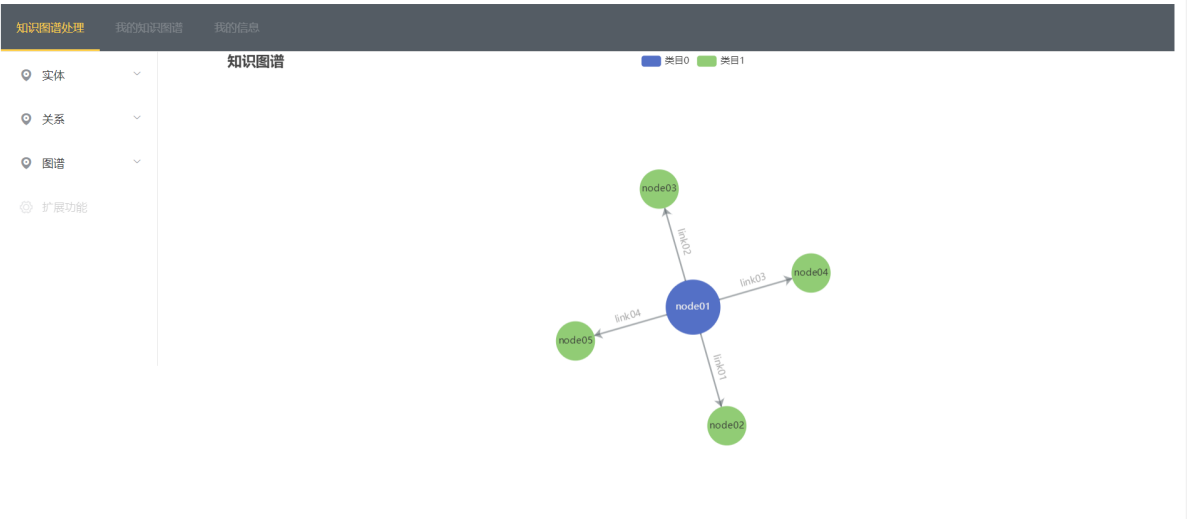 知识图谱处理 我的知识图谱 我的信息
实体
关系
图谱
扩展功能
知识图谱
类目0 类目1
node03
link02
link03
node04
node01
link04
node05
link01
node02